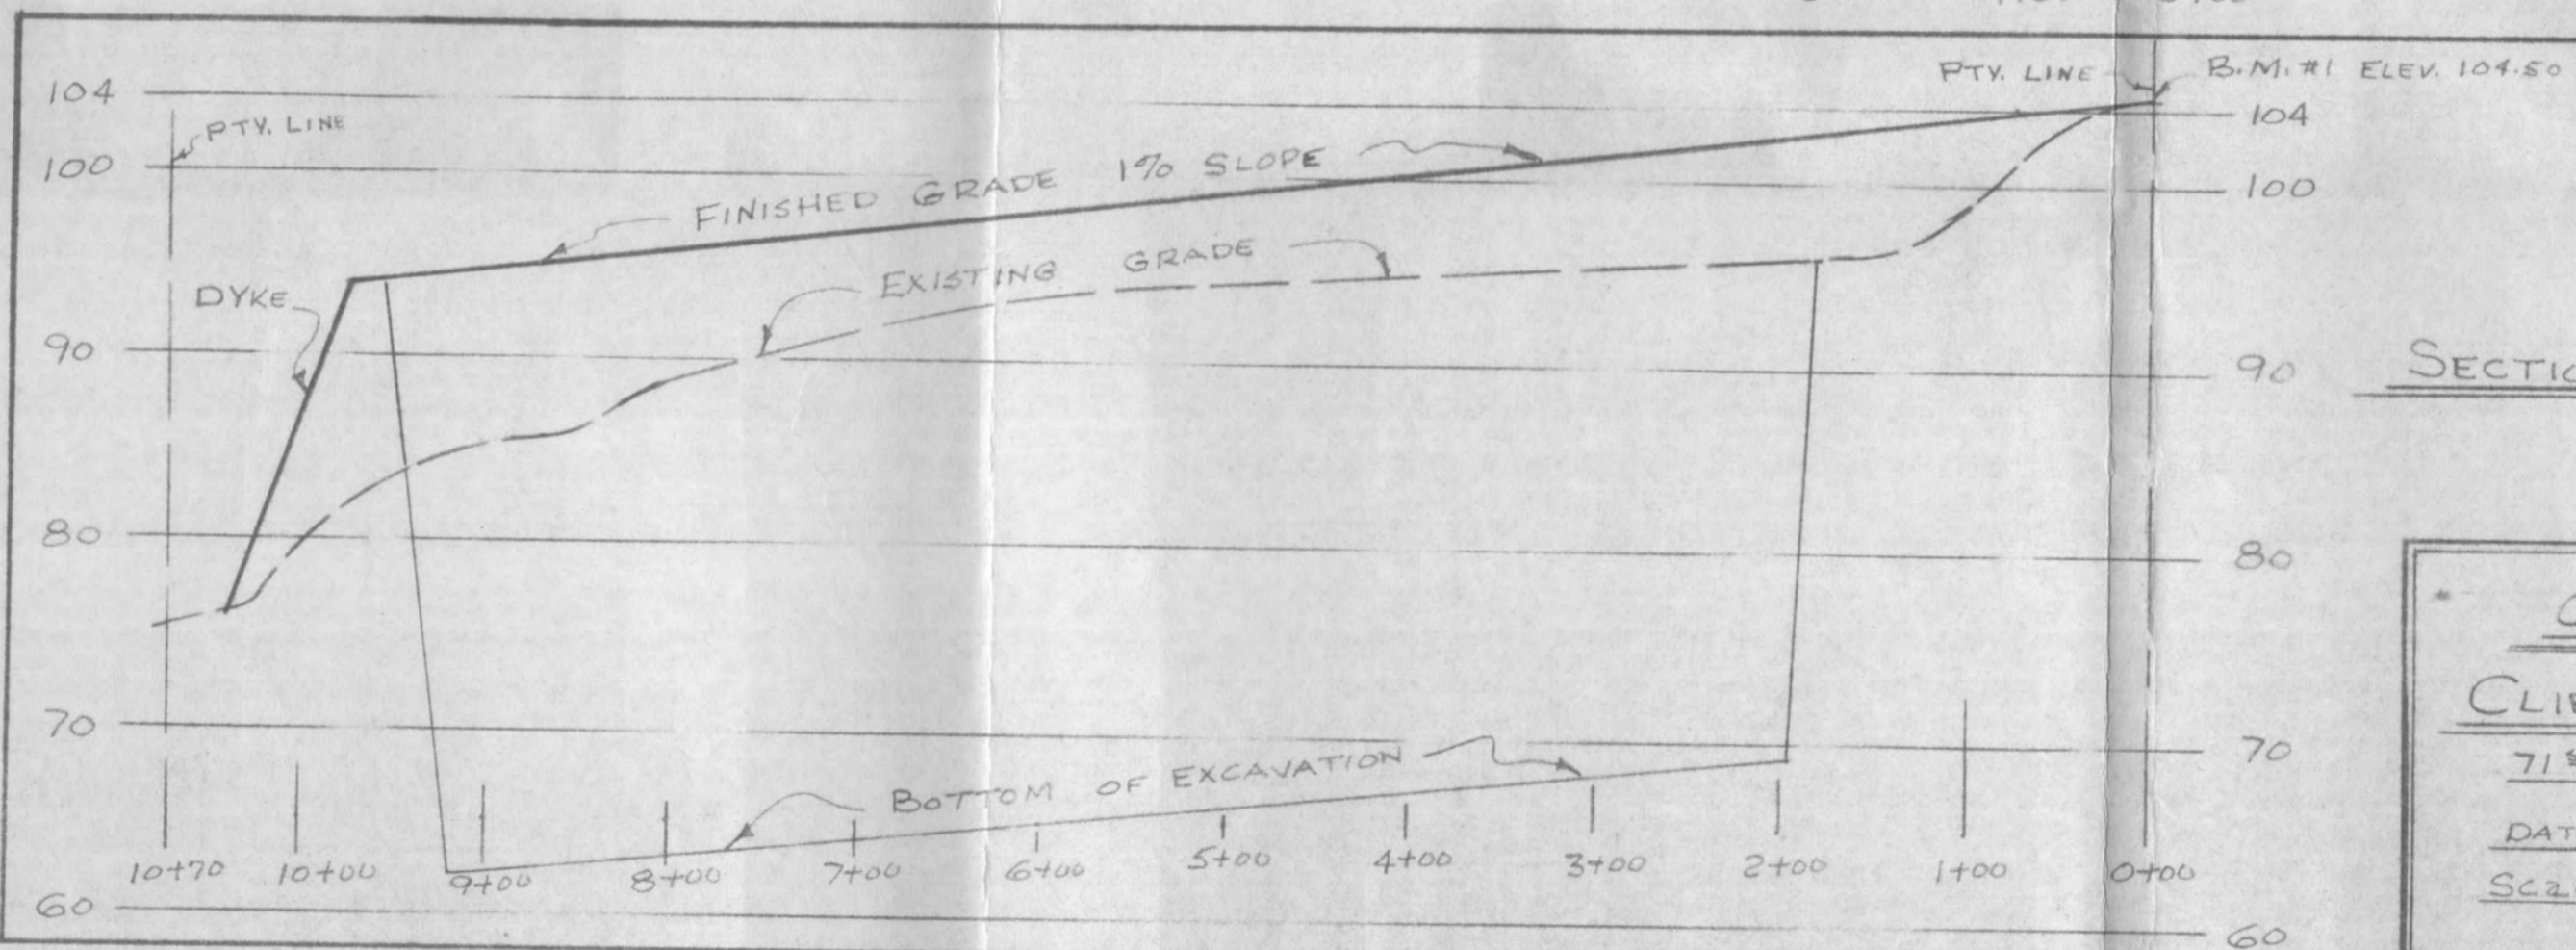 PTY. LINE
B.M. #1 ELEV. 104.50
104
104
PTY. LINE
100
100
FINISHED GRADE 1% SLOPE
EXISTING GRADE
DYKE
90
90
80
80
70
70
BOTTOM OF EXCAVATION
10+70 10+00 9+00 8+00 7+00 6+00 5+00 4+00 3+00 2+00 1+00 0+00
60
60